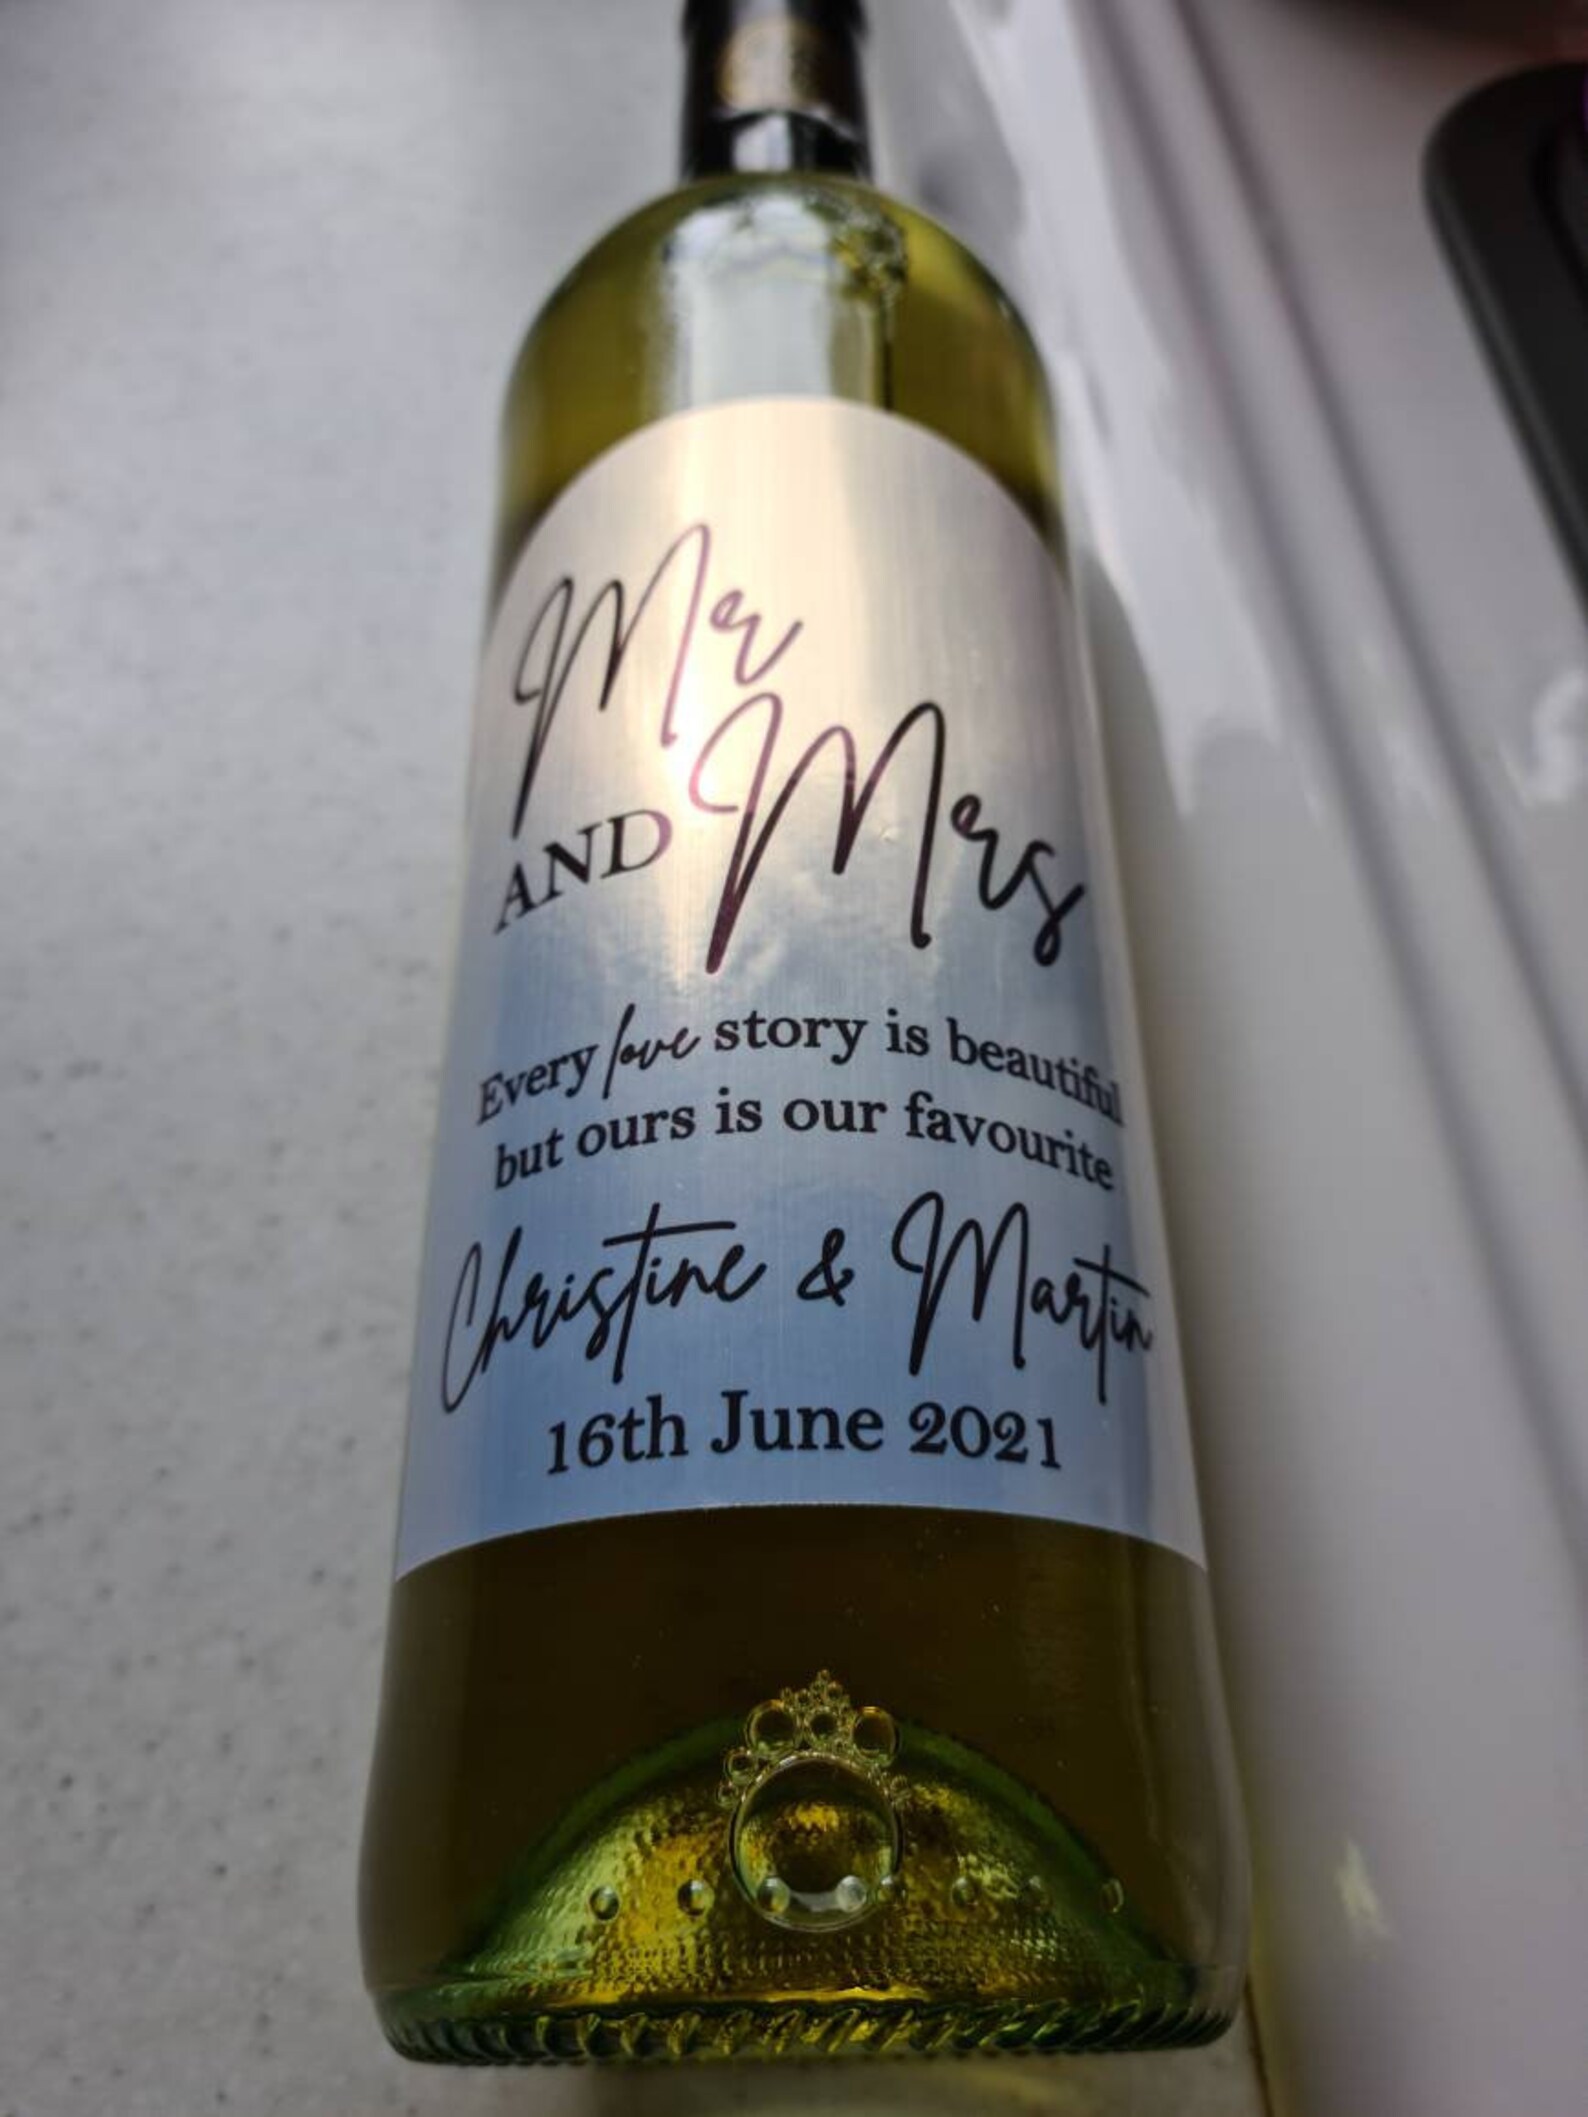 Mr
AND Mrs
Every love story is beautiful
but ours is our favourite
Christine & Martin
16th June 2021